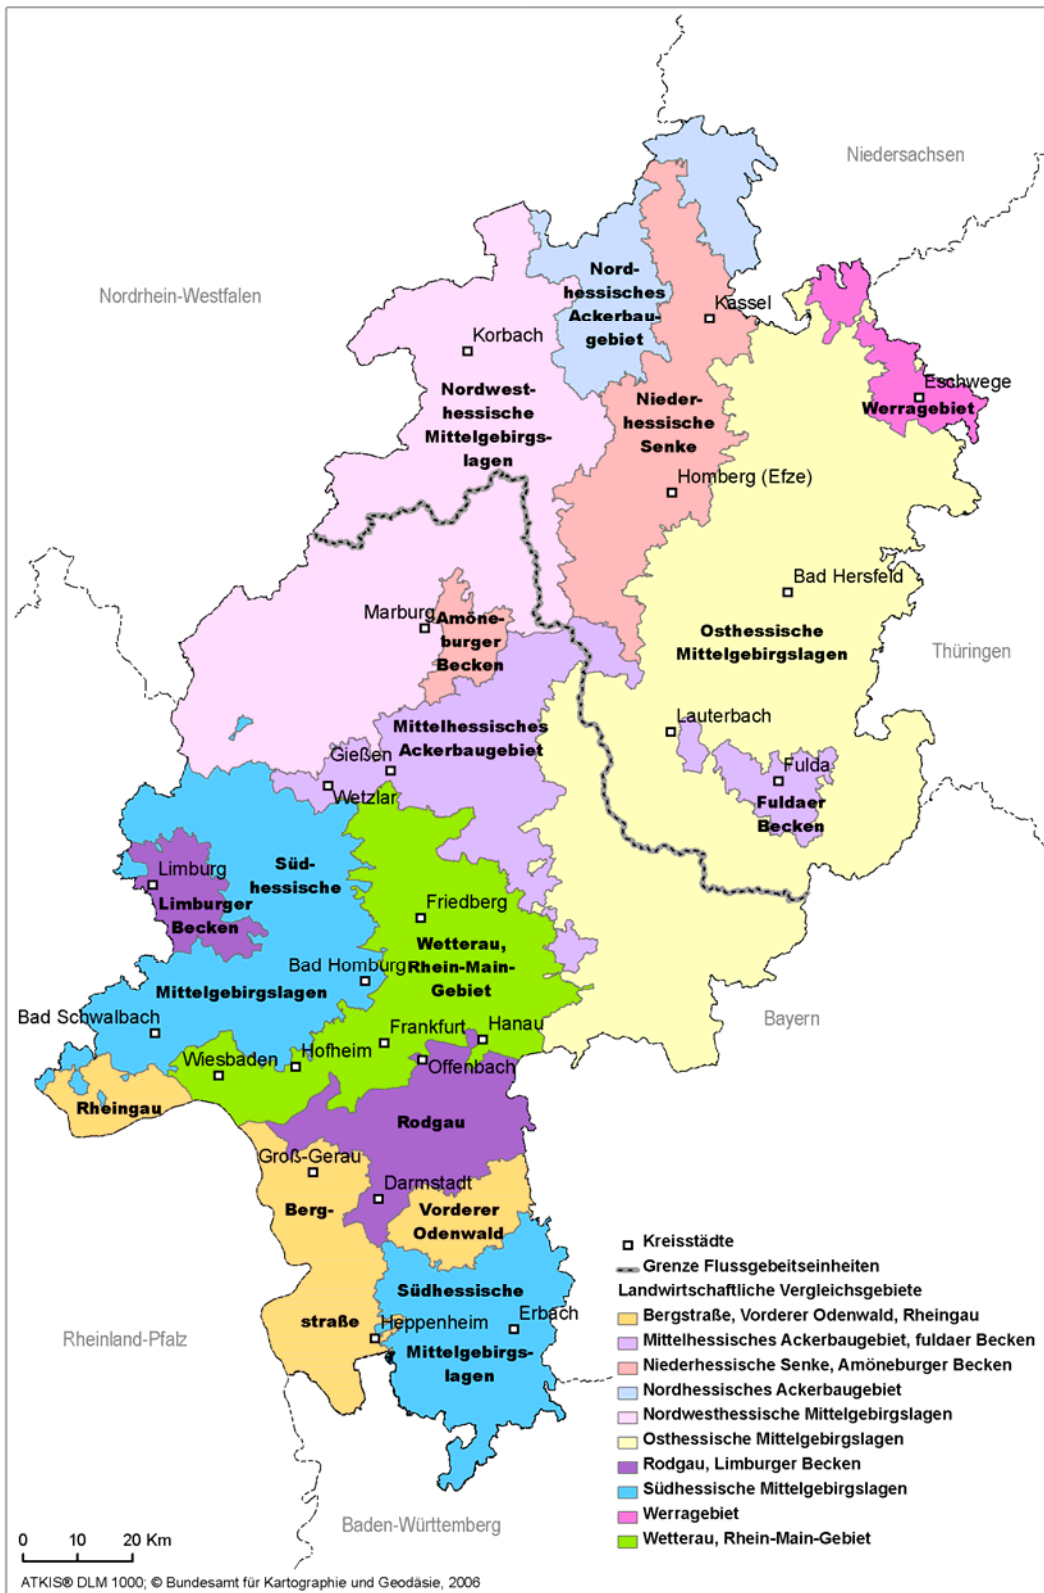 Niedersachsen
Nordrhein-Westfalen
Nord-
hessisches
Ackerbau-
gebiet
Kassel
Korbach
Eschwege
Werragebiet
Nordwest-
hessische
Mittelgebirgs-
lagen
Nieder-
hessische
Senke
Homberg (Efze)
Bad Hersfeld
Marburg
Amöne-
burger
Becken
Osthessische
Mittelgebirgslagen
Thüringen
Lauterbach
Mittelhessisches
Ackerbaugebiet
Gießen
Wetzlar
Fulda
Fuldaer
Becken
Limburg
Limburger
Becken
Süd-
hessische
Friedberg
Wetterau,
Rhein-Main-
Gebiet
Bad Homburg
Mittelgebirgslagen
Bad Schwalbach
Bayern
Frankfurt
Hanau
Wiesbaden
Hofheim
Offenbach
Rheingau
Rodgau
Groß-Gerau
Darmstadt
Berg-
Vorderer
Odenwald
Südhessische
straße
Heppenheim
Erbach
Mittelgebirgs-
lagen
Rheinland-Pfalz
Baden-Württemberg
Kreisstädte
Grenze Flussgebeitseinheiten
Landwirtschaftliche Vergleichsgebiete
Bergstraße, Vorderer Odenwald, Rheingau
Mittelhessisches Ackerbaugebiet, fuldaer Becken
Niederhessische Senke, Amöneburger Becken
Nordhessisches Ackerbaugebiet
Nordwesthessische Mittelgebirgslagen
Osthessische Mittelgebirgslagen
Rodgau, Limburger Becken
Südhessische Mittelgebirgslagen
Werragebiet
Wetterau, Rhein-Main-Gebiet
0 10 20 Km
ATKIS® DLM 1000; © Bundesamt für Kartographie und Geodäsie, 2006